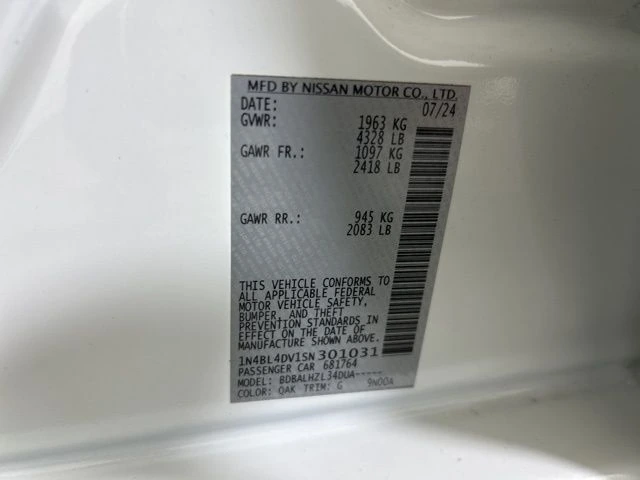 MFD BY NISSAN MOTOR CO., LTD.
DATE: 07/24
GVWR: 1963 KG
4328 LB
GAWR FR.: 1097 KG
2418 LB
GAWR RR.: 945 KG
2083 LB
THIS VEHICLE CONFORMS TO
ALL APPLICABLE FEDERAL
MOTOR VEHICLE SAFETY,
BUMPER, AND THEFT
PREVENTION STANDARDS IN
EFFECT ON THE DATE OF
MANUFACTURE SHOWN ABOVE.
1N4BL4DV1SN301031
PASSENGER CAR 681764
MODEL: BDBALHZL34DUA-----
COLOR: QAK TRIM: G 9N00A